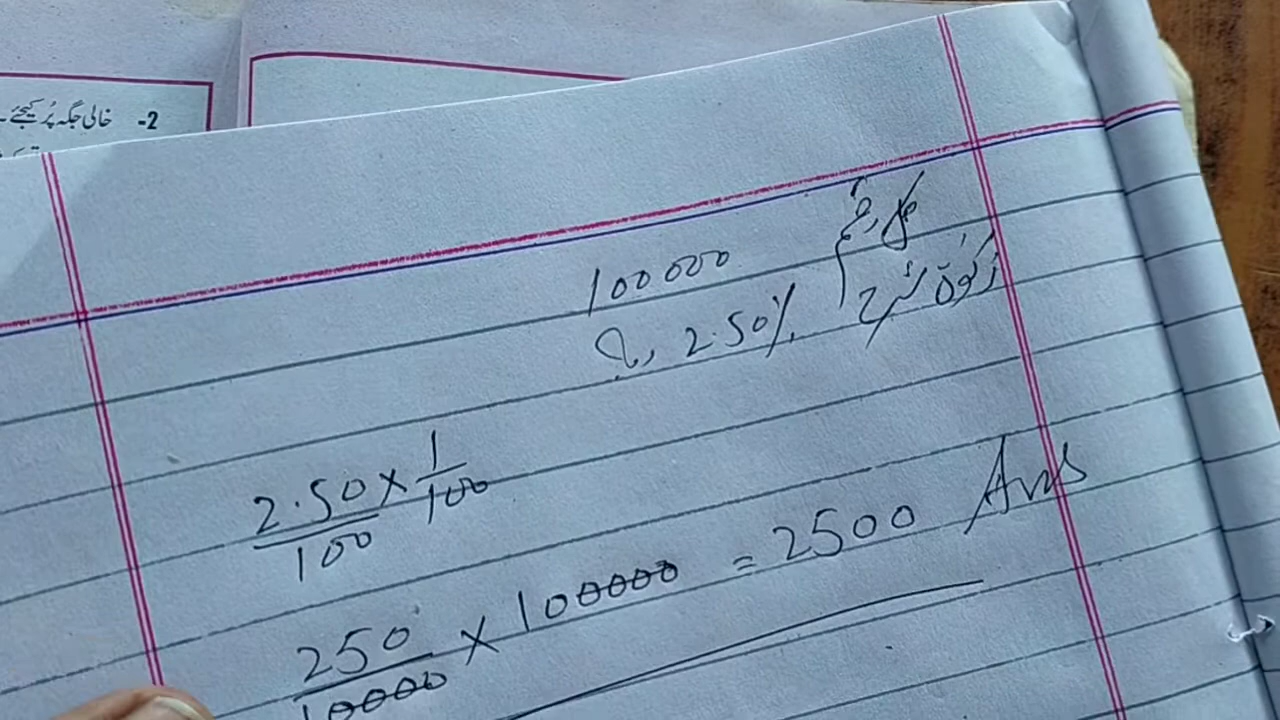 2- خالی جگہ پُر کیجئے۔
کل رقم 100000
زکوٰۃ شرح 2.50%
2.50/100 × 1/100
250/10000 × 100000 = 2500 Ans